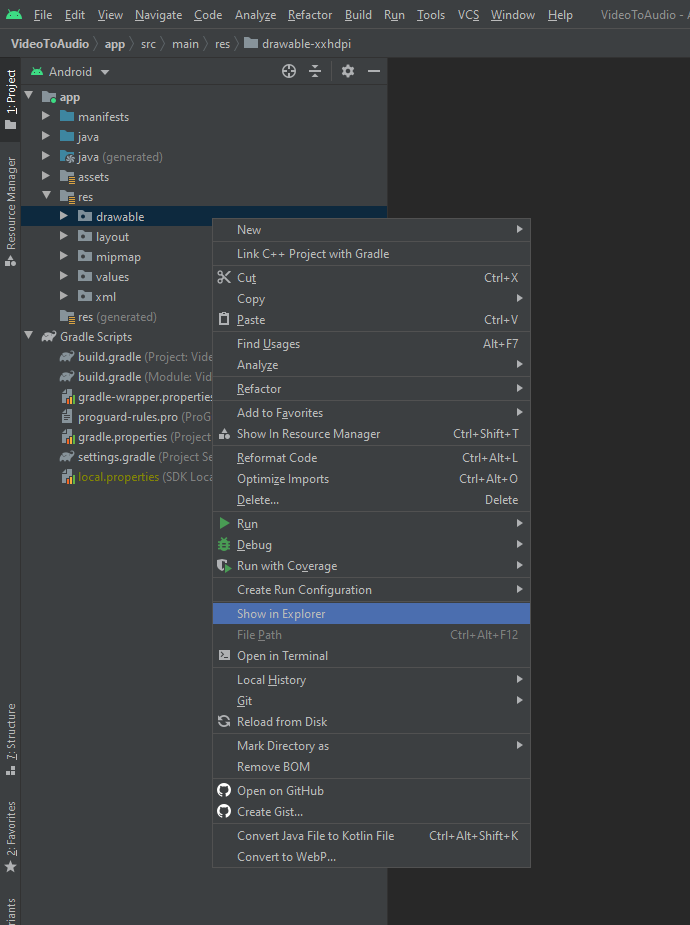 File Edit View Navigate Code Analyze Refactor Build Run Tools VCS Window Help VideoToAudio -
VideoToAudio app src main res drawable-xxhdpi
1: Project
Resource Manager
7: Structure
2: Favorites
Android
app
manifests
java
java (generated)
assets
res
drawable
layout
mipmap
values
xml
res (generated)
Gradle Scripts
build.gradle (Project: Vide
build.gradle (Module: Vid
gradle-wrapper.properties
proguard-rules.pro (ProG
gradle.properties (Project
settings.gradle (Project Se
local.properties (SDK Loca
New
Link C++ Project with Gradle
Cut Ctrl+X
Copy
Paste Ctrl+V
Find Usages Alt+F7
Analyze
Refactor
Add to Favorites
Show In Resource Manager Ctrl+Shift+T
Reformat Code Ctrl+Alt+L
Optimize Imports Ctrl+Alt+O
Delete... Delete
Run
Debug
Run with Coverage
Create Run Configuration
Show in Explorer
File Path Ctrl+Alt+F12
Open in Terminal
Local History
Git
Reload from Disk
Mark Directory as
Remove BOM
Open on GitHub
Create Gist...
Convert Java File to Kotlin File Ctrl+Alt+Shift+K
Convert to WebP...